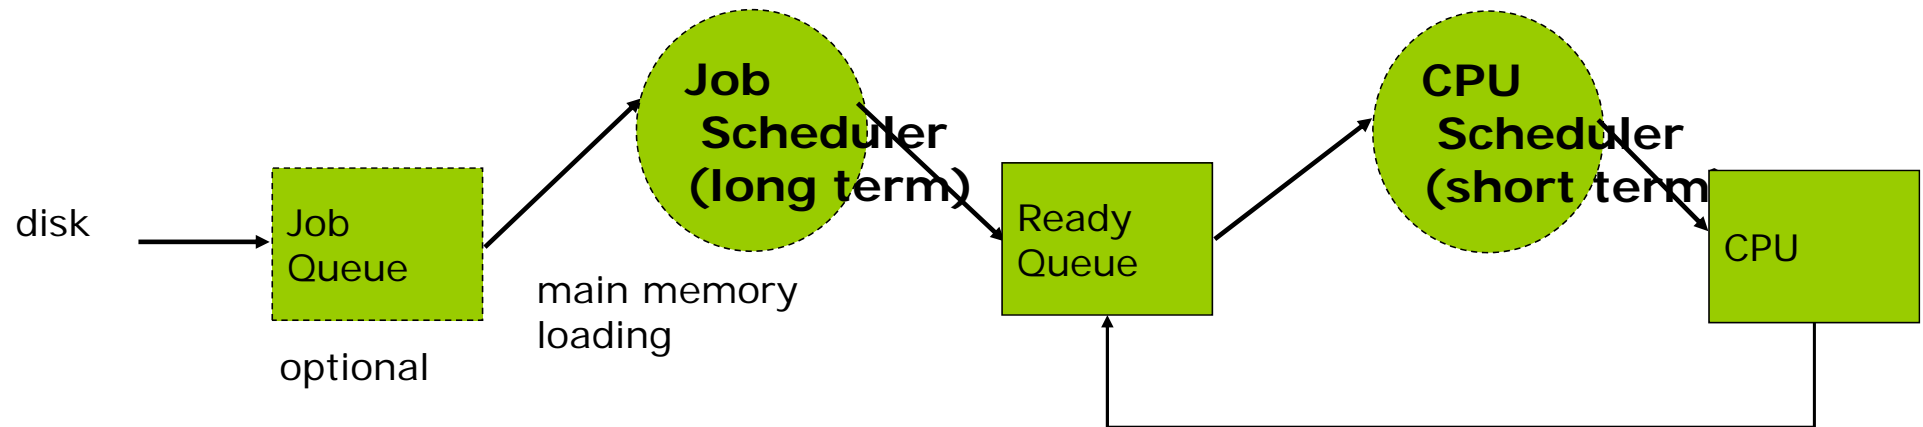 disk
Job
Queue
optional
main memory
loading
Job
Scheduler
(long term)
Ready
Queue
CPU
Scheduler
(short term)
CPU